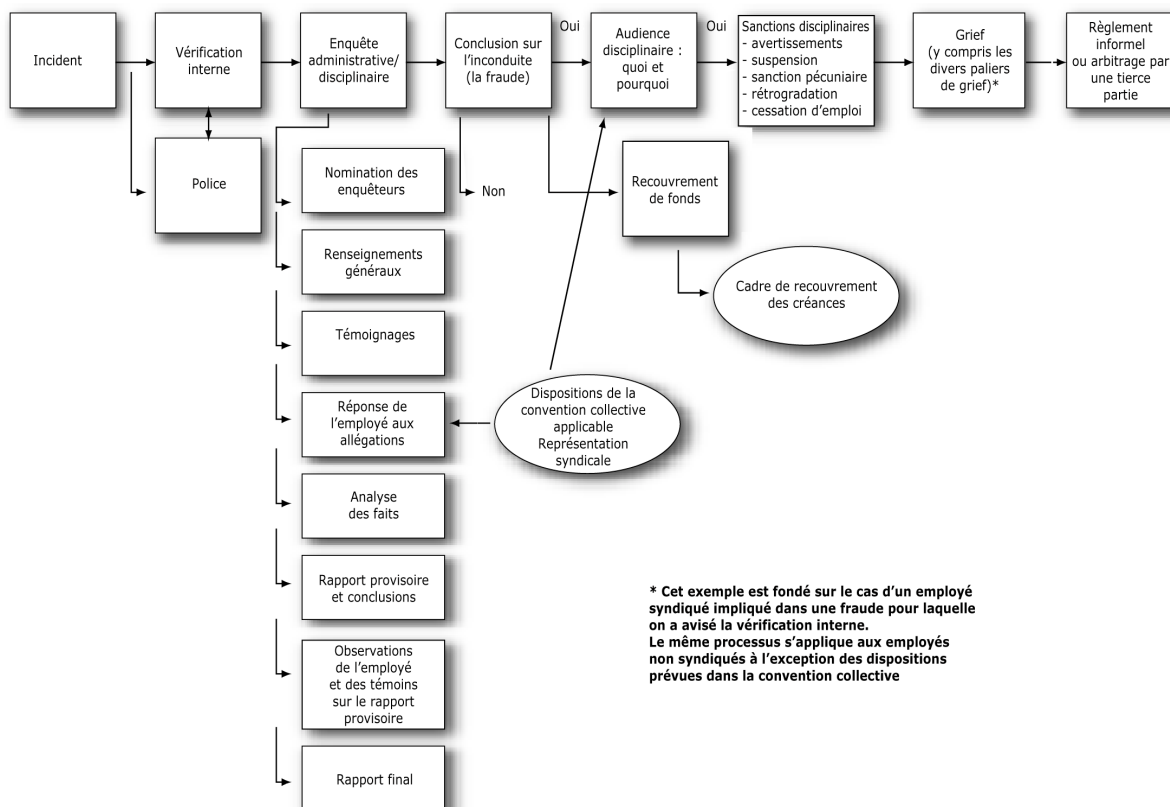 Incident
Vérification
interne
Enquête
administrative/
disciplinaire
Conclusion sur
l’inconduite
(la fraude)
Oui
Audience
disciplinaire :
quoi et
pourquoi
Oui
Sanctions disciplinaires
- avertissements
- suspension
- sanction pécuniaire
- rétrogradation
- cessation d’emploi
Grief
(y compris les
divers paliers
de grief)*
Règlement
informel
ou arbitrage par
une tierce
partie
Police
Nomination des
enquêteurs
Non
Recouvrement
de fonds
Renseignements
généraux
Cadre de recouvrement
des créances
Témoignages
Réponse de
l’employé aux
allégations
Dispositions de la
convention collective
applicable
Représentation
syndicale
Analyse
des faits
Rapport provisoire
et conclusions
Observations
de l’employé
et des témoins
sur le rapport
provisoire
Rapport final
* Cet exemple est fondé sur le cas d’un employé
syndiqué impliqué dans une fraude pour laquelle
on a avisé la vérification interne.
Le même processus s’applique aux employés
non syndiqués à l’exception des dispositions
prévues dans la convention collective